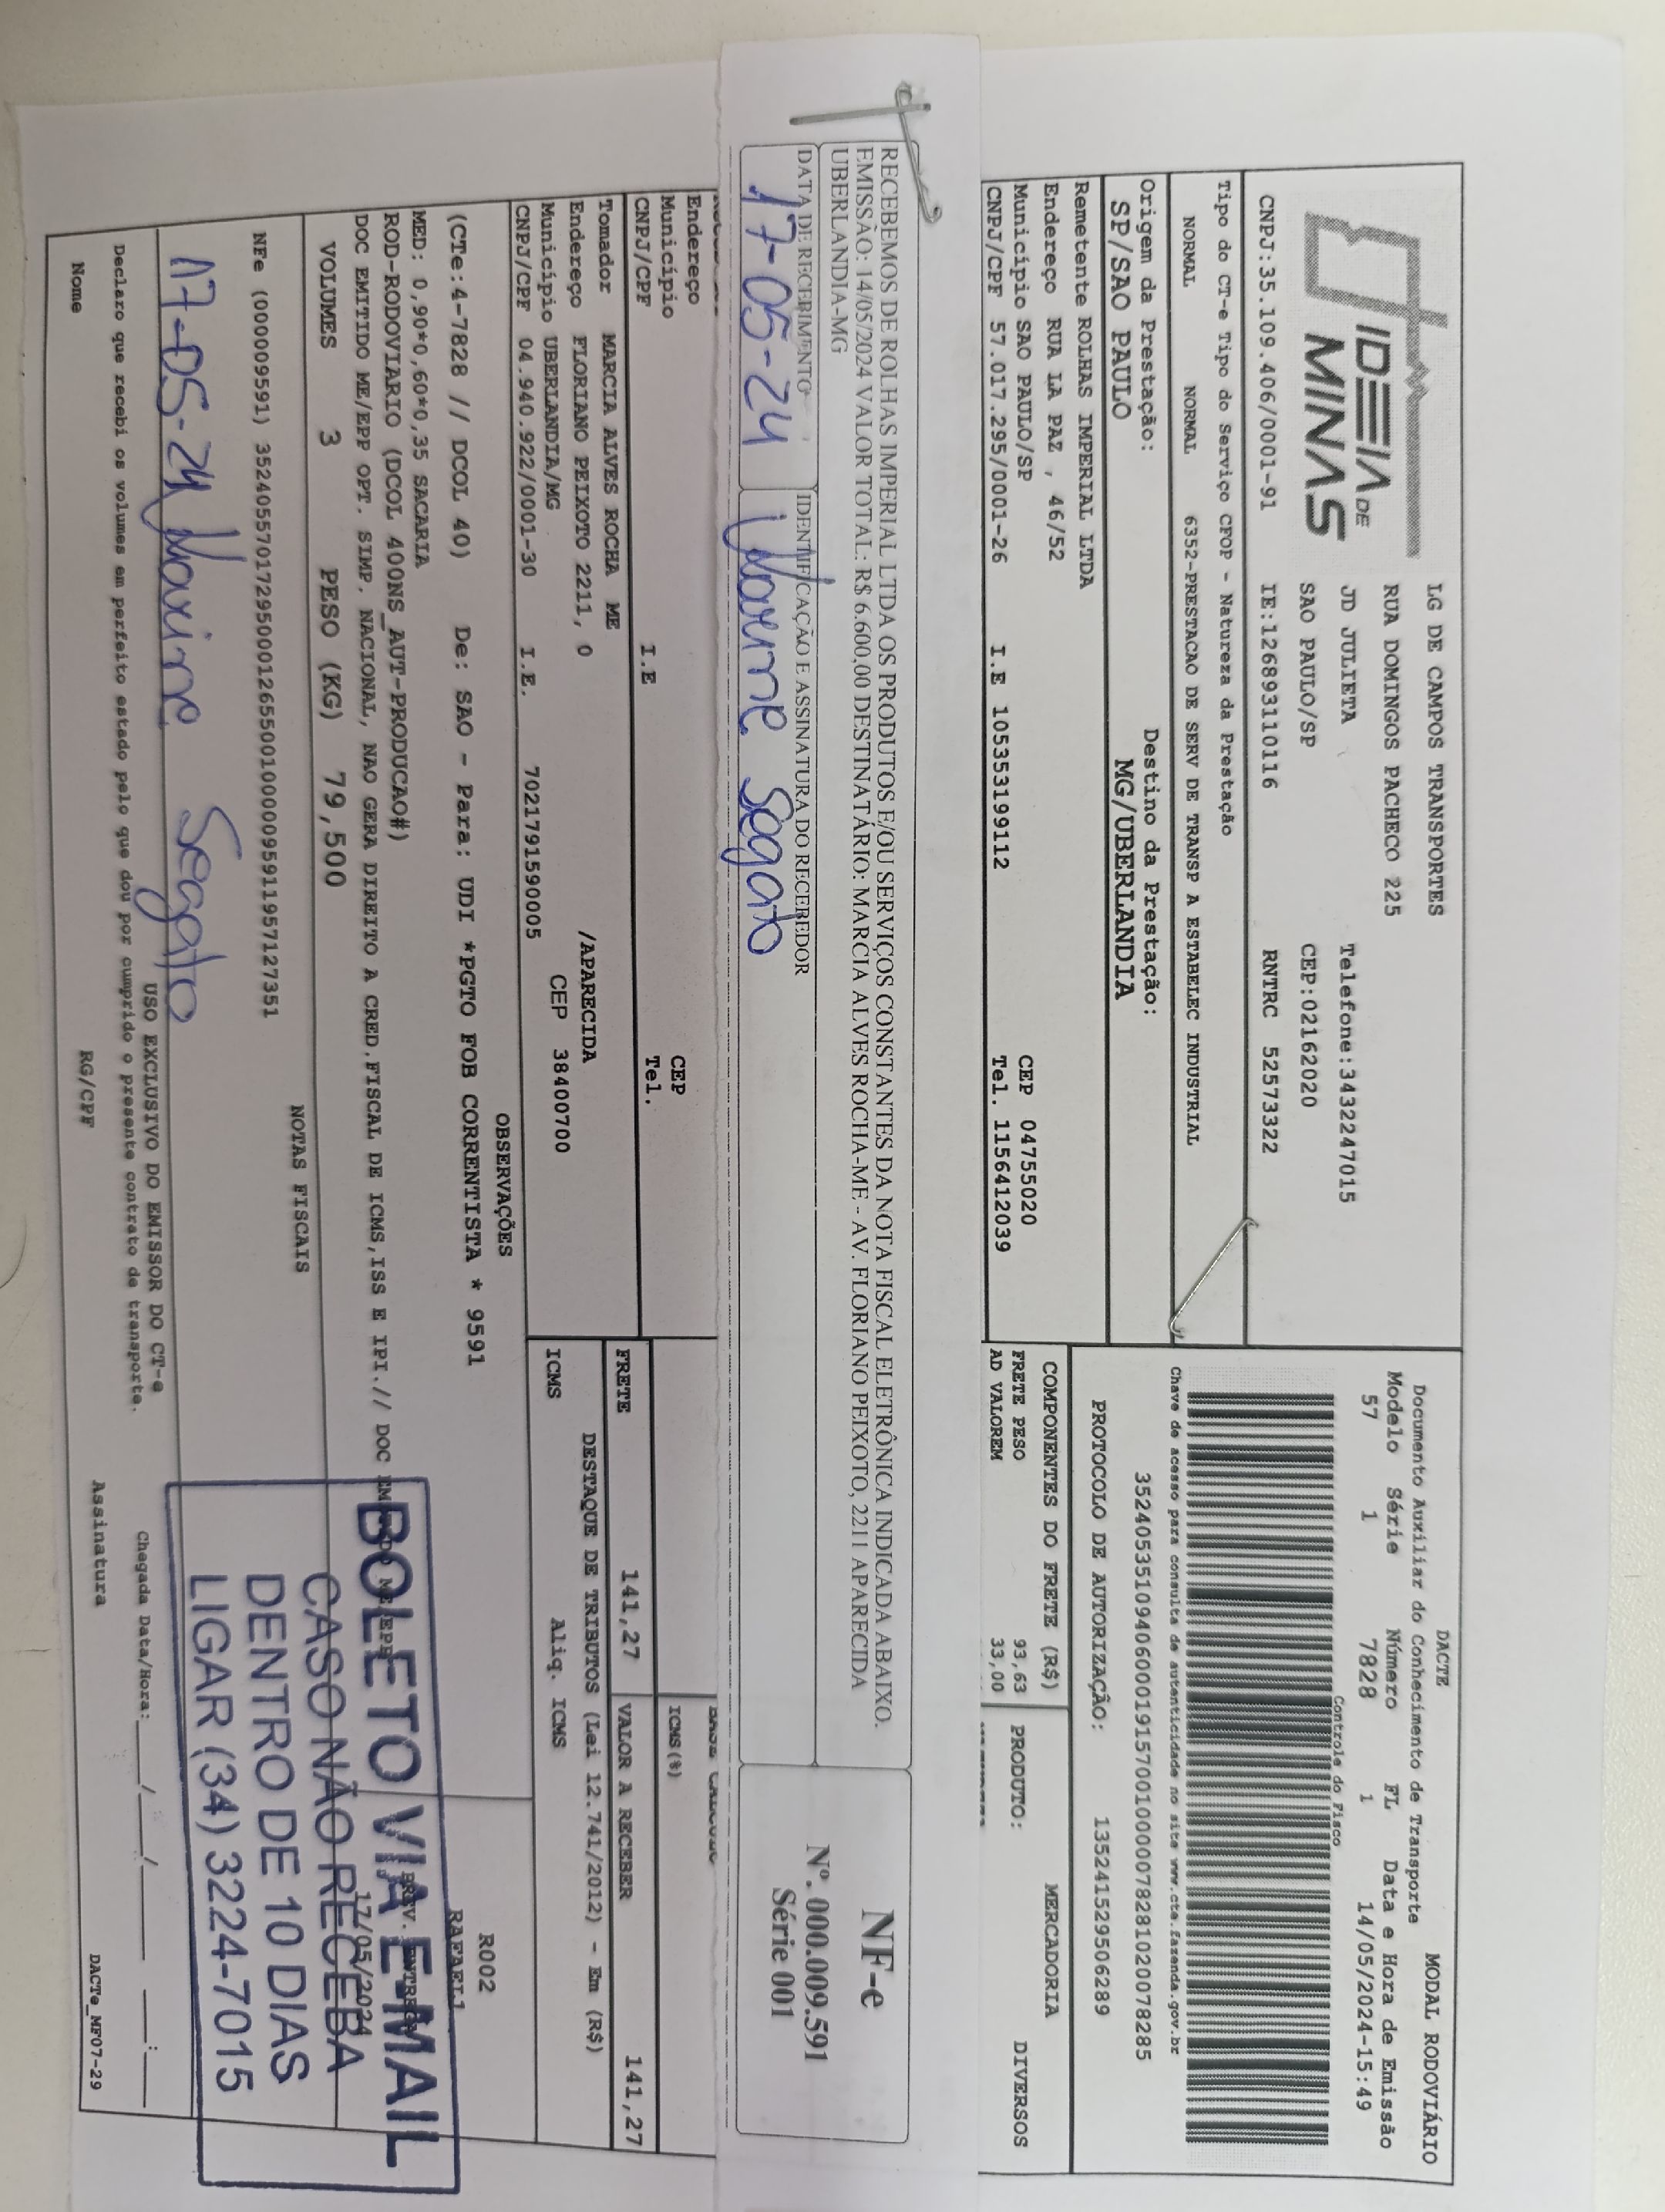 IDEIA DE
MINAS
LG DE CAMPOS TRANSPORTES
RUA DOMINGOS PACHECO 225
JD JULIETA Telefone:3432247015
SAO PAULO/SP CEP:02162020
CNPJ:35.109.406/0001-91 IE:126893110116 RNTRC 52573322
Tipo do CT-e Tipo do Serviço CFOP - Natureza da Prestação
NORMAL NORMAL 6352-PRESTACAO DE SERV DE TRANSP A ESTABELEC INDUSTRIAL
Origem da Prestação: Destino da Prestação:
SP/SAO PAULO MG/UBERLANDIA
Remetente ROLHAS IMPERIAL LTDA
Endereço RUA LA PAZ , 46/52
Município SAO PAULO/SP CEP 04755020
CNPJ/CPF 57.017.295/0001-26 I.E 105353199112 Tel. 1156412039
DACTE MODAL RODOVIÁRIO
Documento Auxiliar do Conhecimento de Transporte
Modelo Série Número FL Data e Hora de Emissão
57 1 7828 1 14/05/2024-15:49
Controle do Fisco
Chave de acesso para consulta de autenticidade no site www.cte.fazenda.gov.br
35240535109406000191570010000078281020078285
PROTOCOLO DE AUTORIZAÇÃO: 135241529506289
COMPONENTES DO FRETE (R$) MERCADORIA
FRETE PESO 93,63 PRODUTO: DIVERSOS
AD VALOREM 33,00
RECEBEMOS DE ROLHAS IMPERIAL LTDA OS PRODUTOS E/OU SERVIÇOS CONSTANTES DA NOTA FISCAL ELETRÔNICA INDICADA ABAIXO.
EMISSÃO: 14/05/2024 VALOR TOTAL: R$ 6.600,00 DESTINATÁRIO: MARCIA ALVES ROCHA-ME - AV. FLORIANO PEIXOTO, 2211 APARECIDA
UBERLANDIA-MG
DATA DE RECEBIMENTO IDENTIFICAÇÃO E ASSINATURA DO RECEBEDOR
17-05-24 Segato
NF-e
Nº. 000.009.591
Série 001
Endereço
Município CEP
CNPJ/CPF I.E Tel.
ICMS(%)
Tomador MARCIA ALVES ROCHA ME
Endereço FLORIANO PEIXOTO 2211, 0 /APARECIDA
Município UBERLANDIA/MG CEP 38400700
CNPJ/CPF 04.940.922/0001-30 I.E. 7021791590005
FRETE 141,27 VALOR A RECEBER 141,27
DESTAQUE DE TRIBUTOS (Lei 12.741/2012) - Em (R$)
ICMS Aliq. ICMS
OBSERVAÇÕES
(CTe:4-7828 // DCOL 40) De: SAO - Para: UDI *PGTO FOB CORRENTISTA * 9591
MED: 0,90*0,60*0,35 SACARIA
ROD-RODOVIARIO (DCOL 400NS_AUT-PRODUCAO#)
DOC EMITIDO ME/EPP OPT. SIMP. NACIONAL, NAO GERA DIREITO A CRED.FISCAL DE ICMS,ISS E IPI.// DOC EMITIDO ME/EPP
R002
RAFAEL1
PREV. ENTREGA
17/05/2024
VOLUMES 3 PESO (KG) 79,500
NOTAS FISCAIS
NFe (000009591) 35240557017295000126550010000095911957127351
17-05-24 Segato
USO EXCLUSIVO DO EMISSOR DO CT-e
Declaro que recebi os volumes em perfeito estado pelo que dou por cumprido o presente contrato de transporte.
Chegada Data/Hora: ____/____/____ ____:____
Nome RG/CPF Assinatura
DACTe_MF07-29
BOLETO VIA E-MAIL
CASO NÃO RECEBA
DENTRO DE 10 DIAS
LIGAR (34) 3224-7015